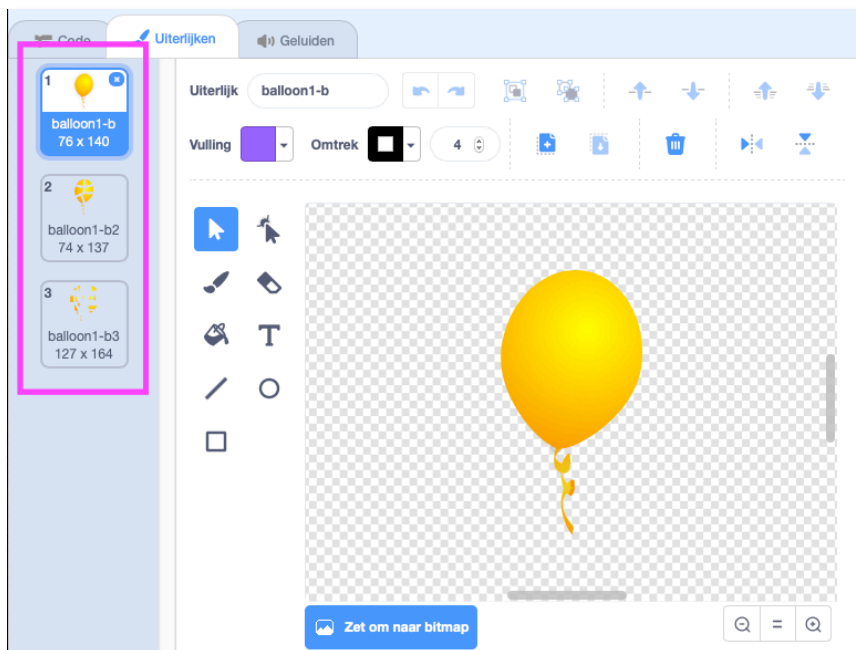 Code
Uiterlijken
Geluiden
1
balloon1-b
76 x 140
2
balloon1-b2
74 x 137
3
balloon1-b3
127 x 164
Uiterlijk balloon1-b
Vulling Omtrek 4
T
Zet om naar bitmap
=